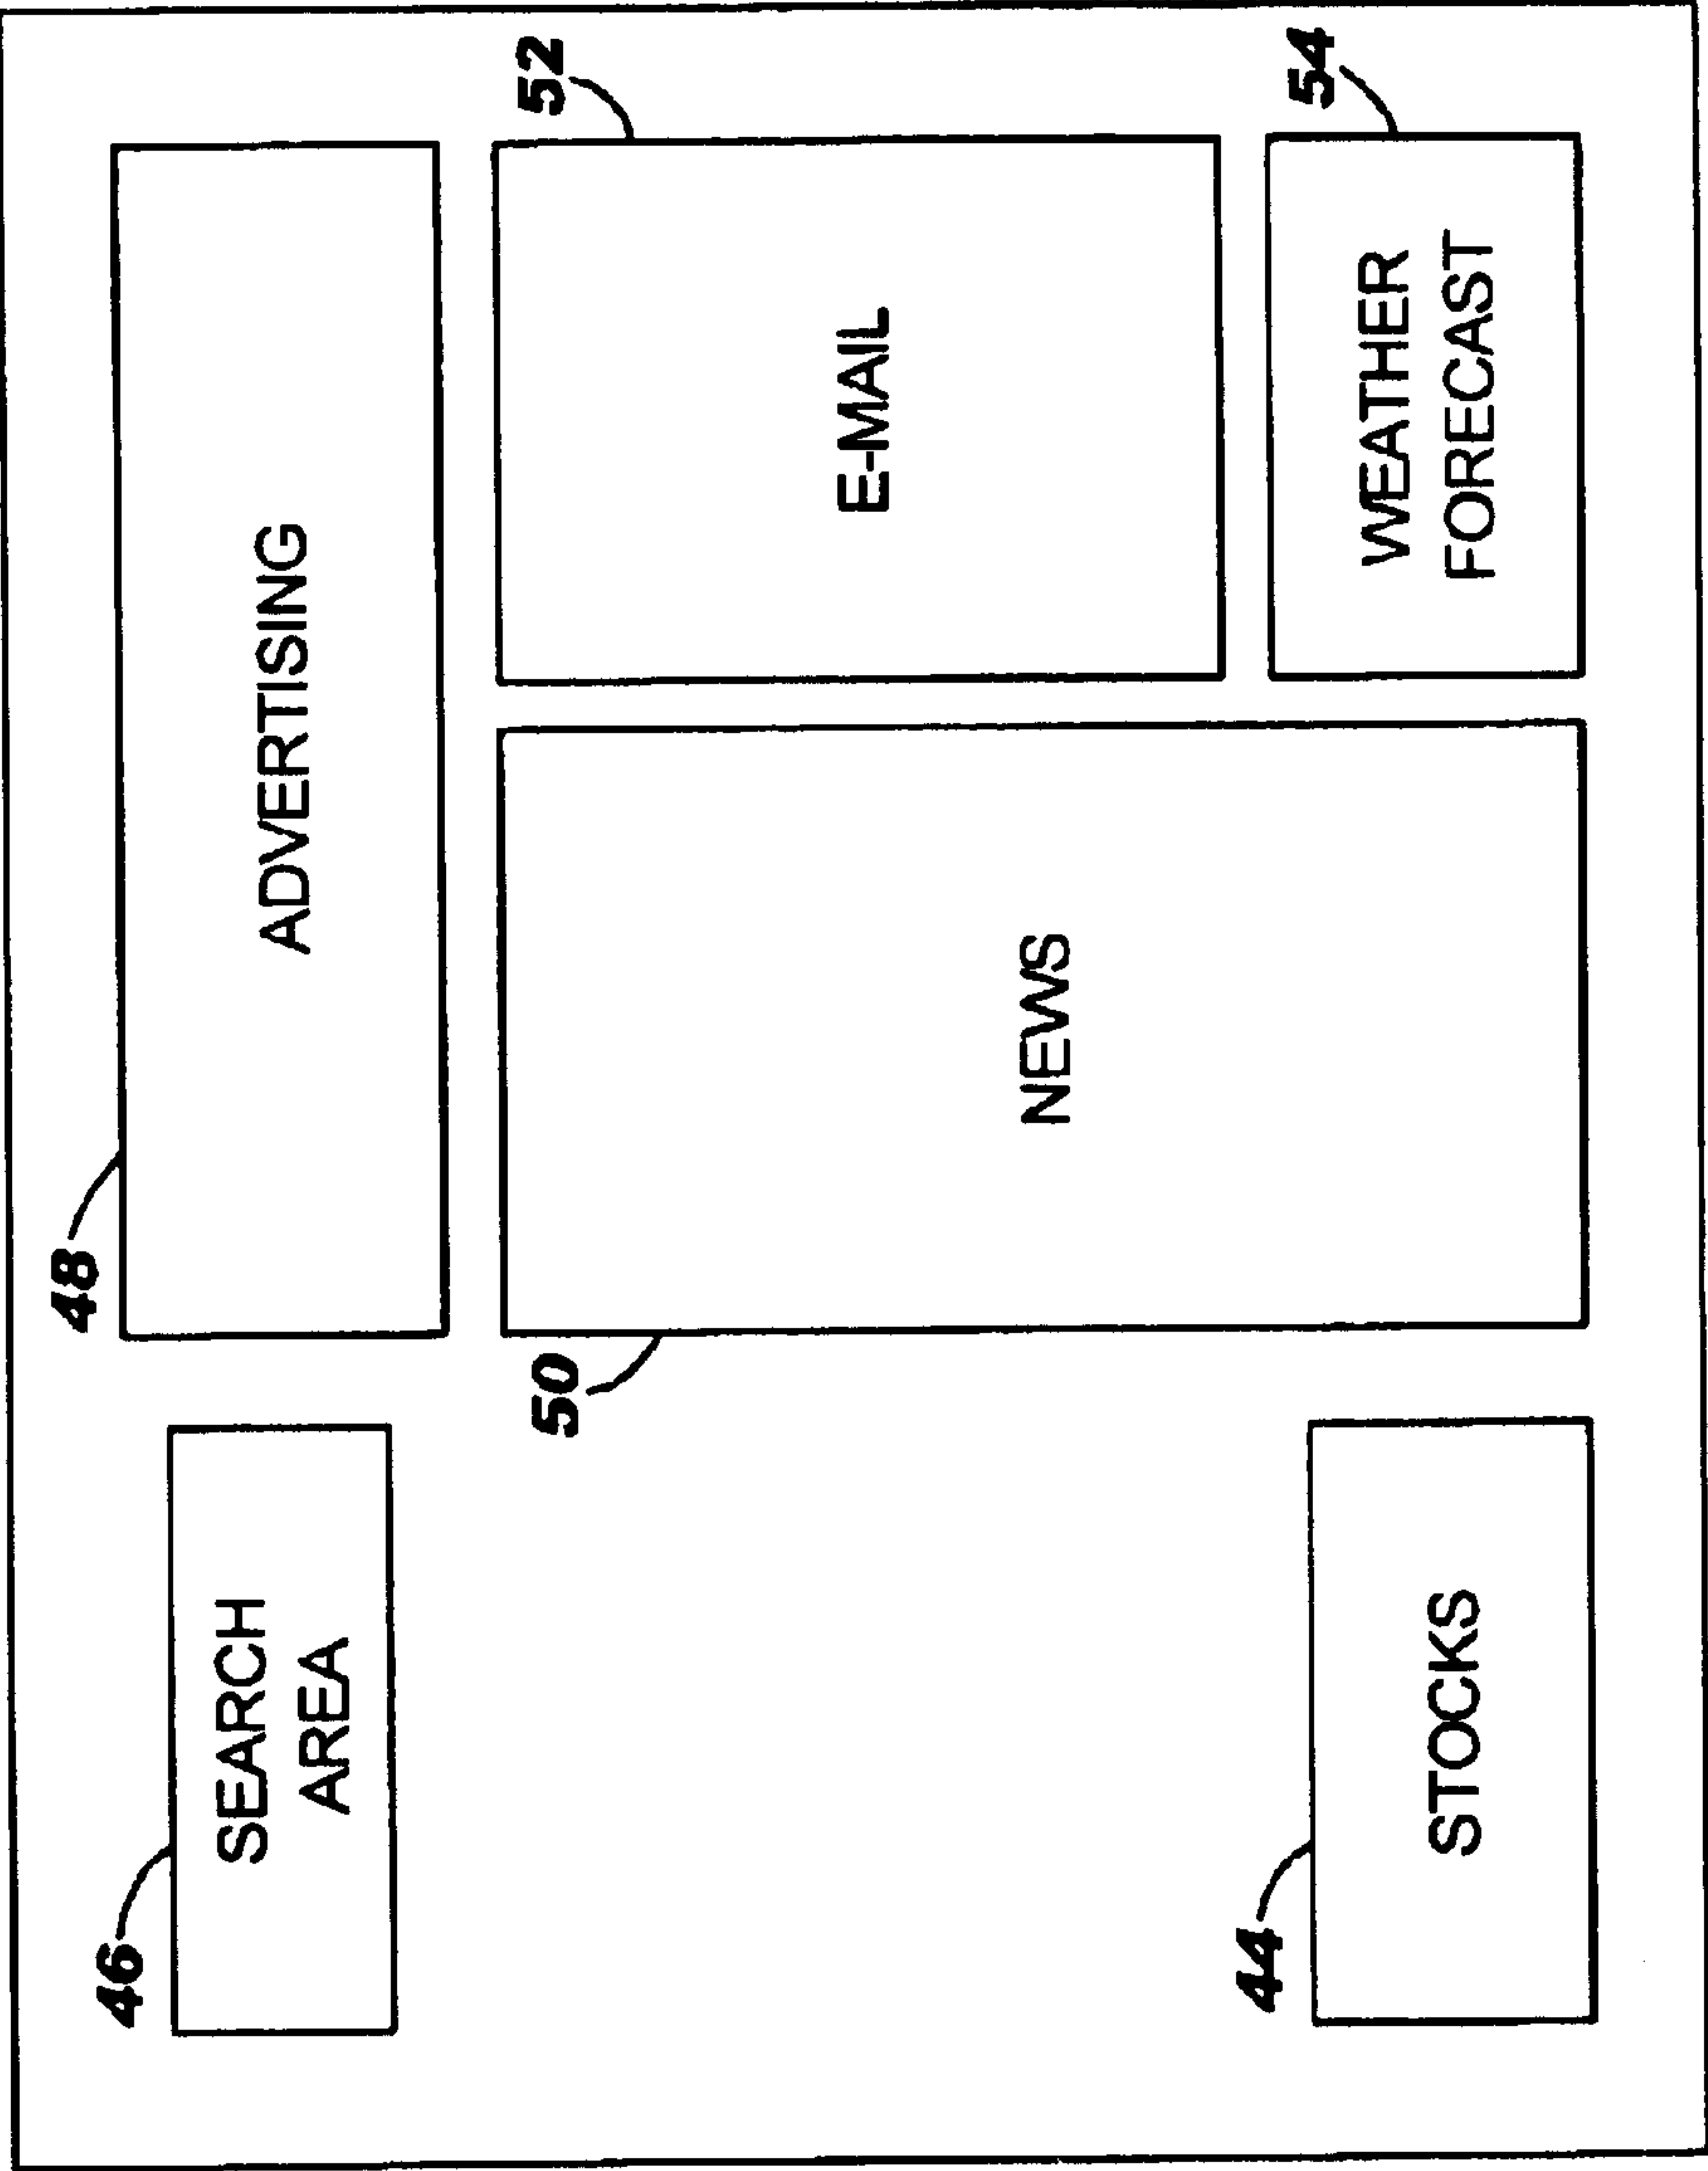 46
SEARCH
AREA
48
ADVERTISING
50
NEWS
52
E-MAIL
44
STOCKS
54
WEATHER
FORECAST